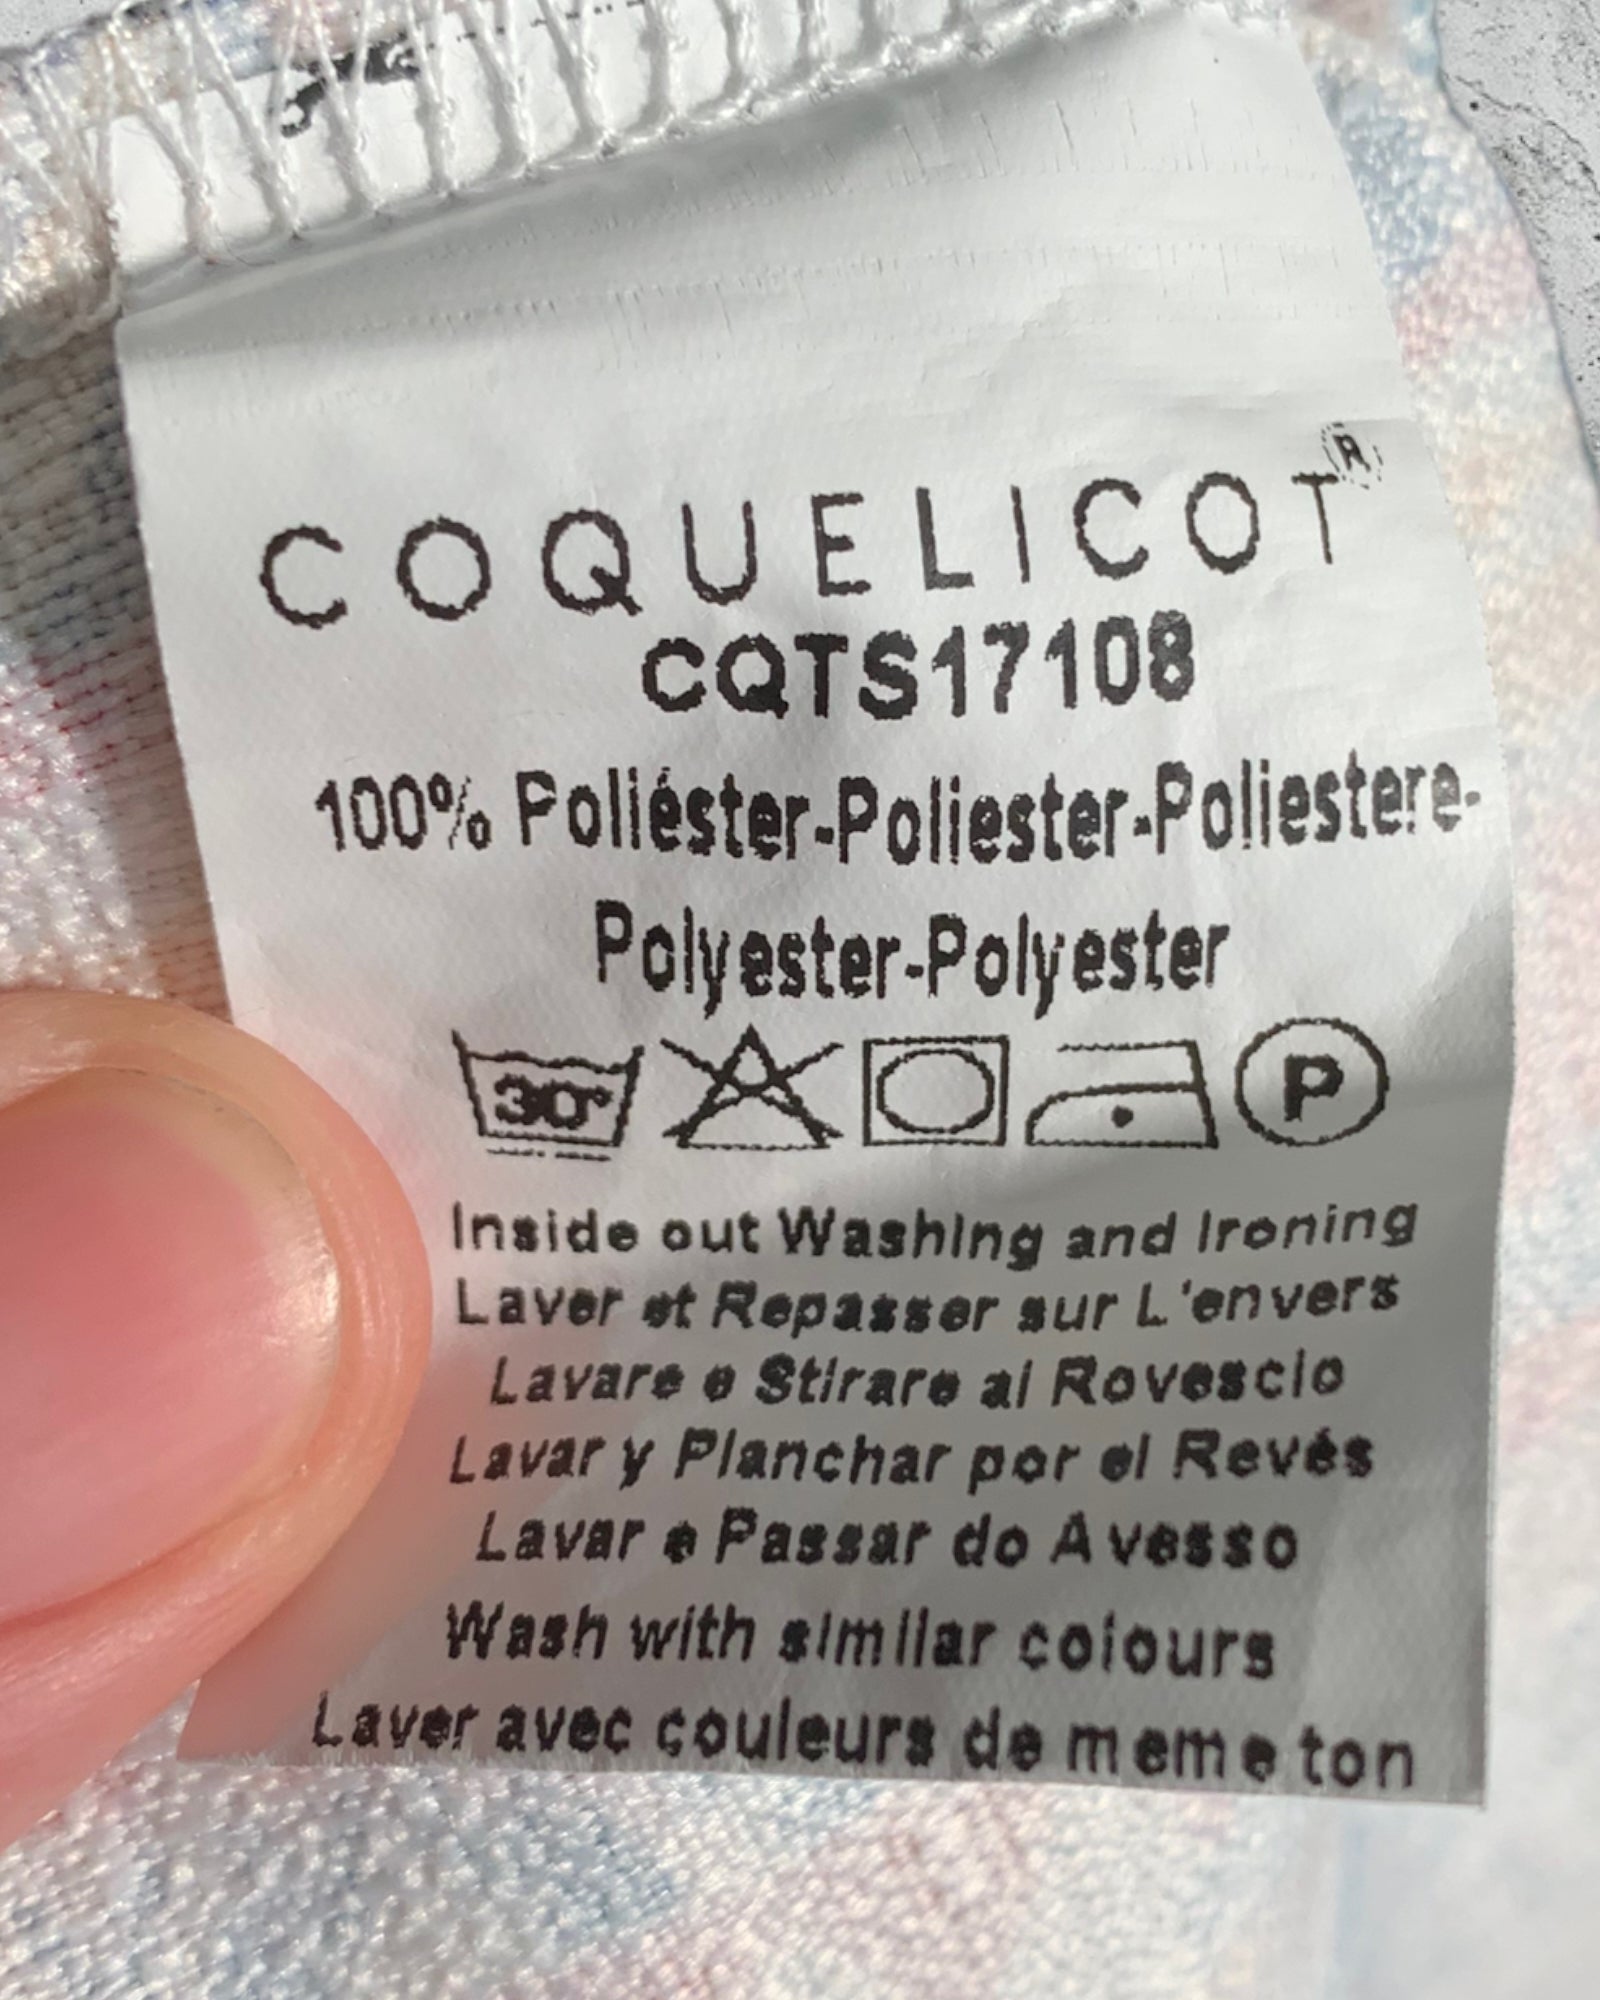 COQUELICOT®
CQTS17108
100% Poliéster-Poliester-Poliestere-
Polyester-Polyester
30°
P
Inside out Washing and Ironing
Laver et Repasser sur L'envers
Lavare e Stirare al Rovescio
Lavar y Planchar por el Revés
Lavar e Passar do Avesso
Wash with similar colours
Laver avec couleurs de meme ton